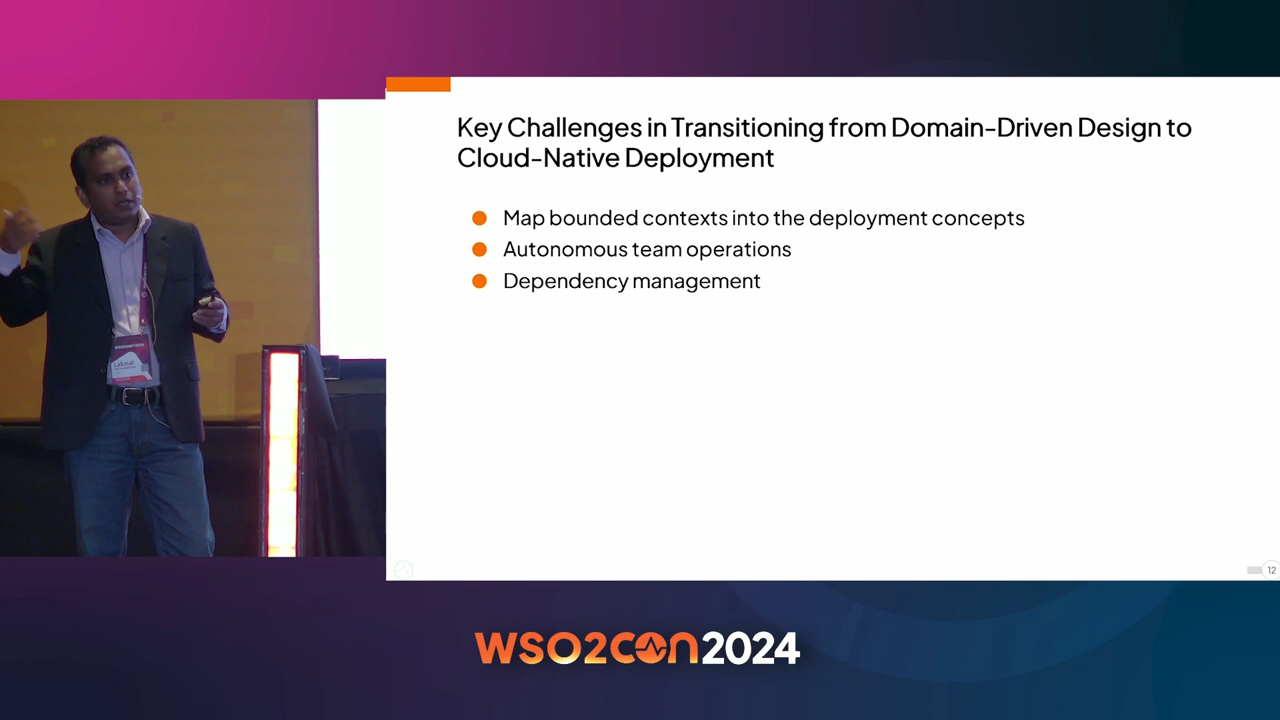 Key Challenges in Transitioning from Domain-Driven Design to
Cloud-Native Deployment
Map bounded contexts into the deployment concepts
Autonomous team operations
Dependency management
Lakmal
12
WSO2CON2024